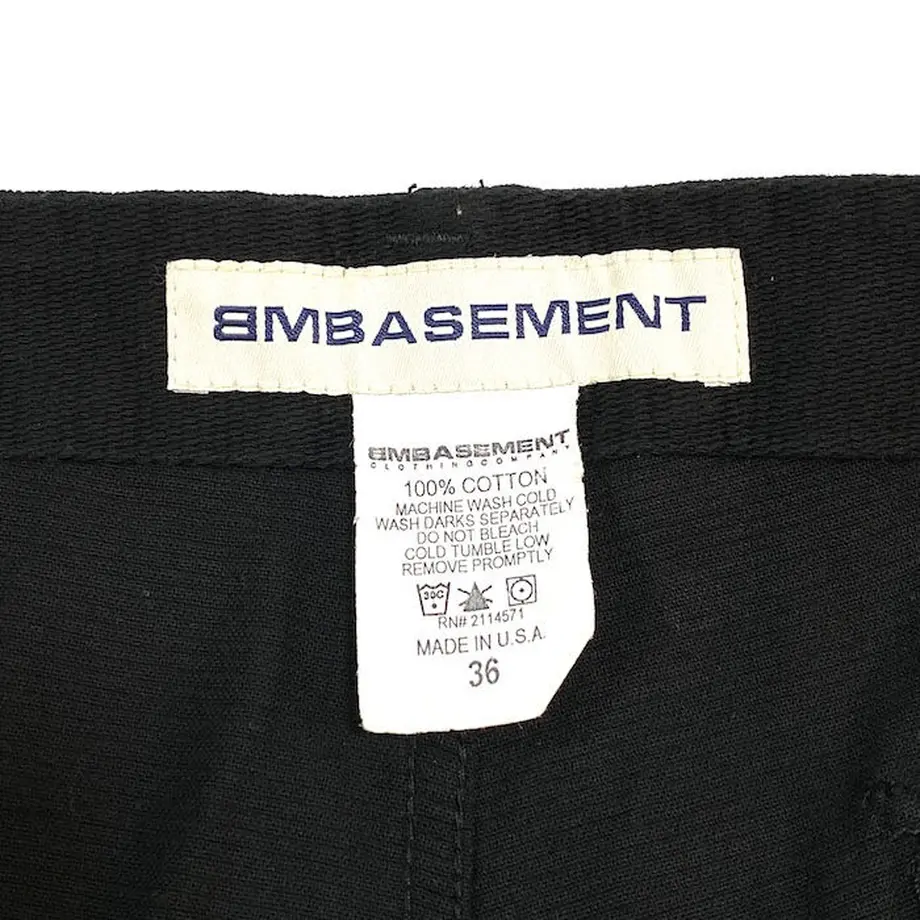 BMBASEMENT
BMBASEMENT
CLOTHING COMPANY
100% COTTON
MACHINE WASH COLD
WASH DARKS SEPARATELY
DO NOT BLEACH
COLD TUMBLE LOW
REMOVE PROMPTLY
30C
RN# 2114571
MADE IN U.S.A.
36